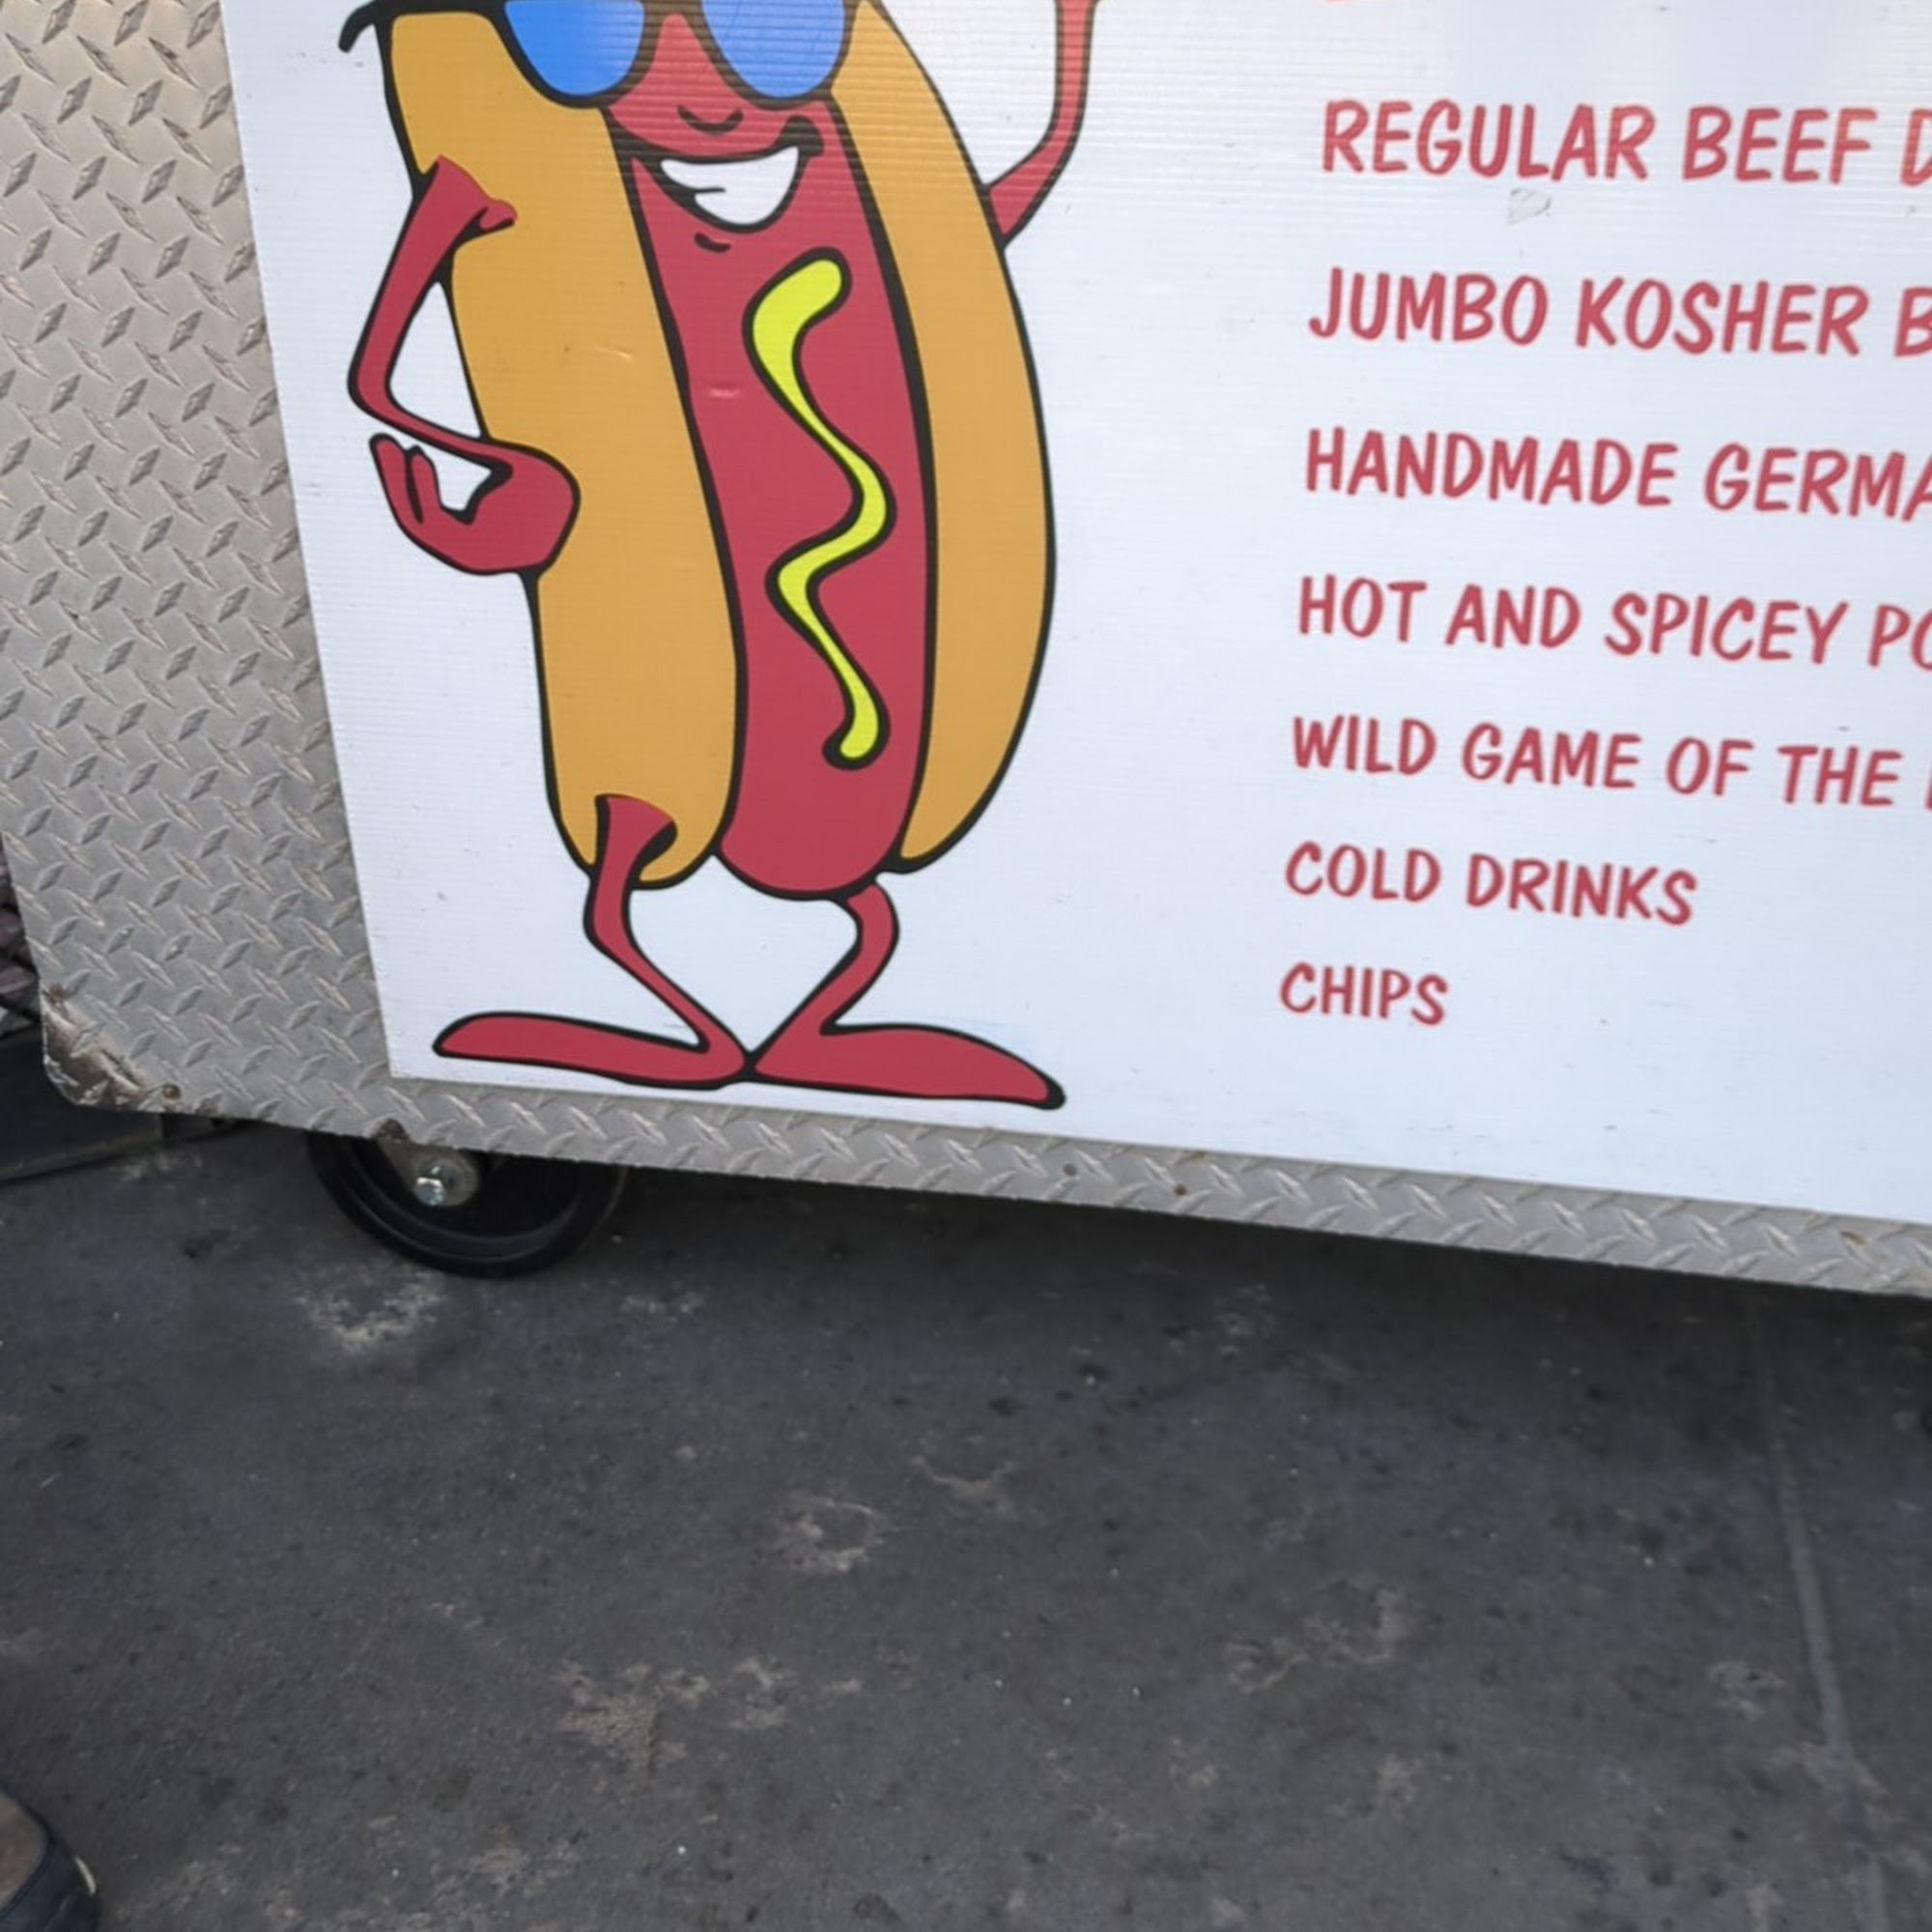 REGULAR BEEF
JUMBO KOSHER
HANDMADE
HOT AND SPICEY
WILD GAME OF THE
COLD DRINKS
CHIPS